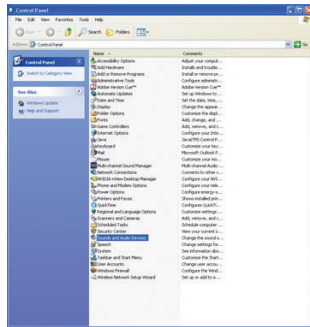 Control Panel
File Edit View Favorites Tools Help
Back Search Folders
Address Control Panel Go
Control Panel
Switch to Category View
See Also
Windows Update
Help and Support
Name Comments
Accessibility Options Adjust your comput...
Add Hardware Installs and trouble...
Add or Remove Programs Install or remove pr...
Administrative Tools Configure administr...
Adobe Version Cue™ Adobe Version Cue™
Automatic Updates Set up Windows to ...
Date and Time Set the date, time, ...
Display Change the appear...
Folder Options Customize the displ...
Fonts Add, change, and ...
Game Controllers Add, remove, and c...
Internet Options Configure your Inte...
Java Java(TM) Control P...
Keyboard Customize your key...
Mail Microsoft Outlook P...
Mouse Customize your mo...
Multi-channel Sound Manager Multi-channel Audio...
Network Connections Connects to other c...
NVIDIA nView Desktop Manager Configure your NVI...
Phone and Modem Options Configure your tele...
Power Options Configure energy-s...
Printers and Faxes Shows installed prin...
QuickTime Configures QuickTi...
Regional and Language Options Customize settings...
Scanners and Cameras Add, remove, and c...
Scheduled Tasks Schedule computer ...
Security Center View your current s...
Sounds and Audio Devices Change the sound s...
Speech Change settings for...
System See information abo...
Taskbar and Start Menu Customize the Start...
User Accounts Change user accou...
Windows Firewall Configure the Wind...
Wireless Network Setup Wizard Set up or add to a ...